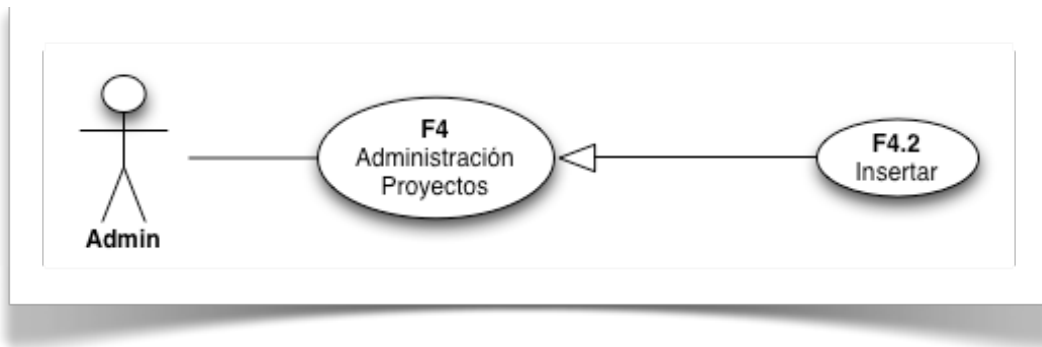 F4
Administración
Proyectos
F4.2
Insertar
Admin